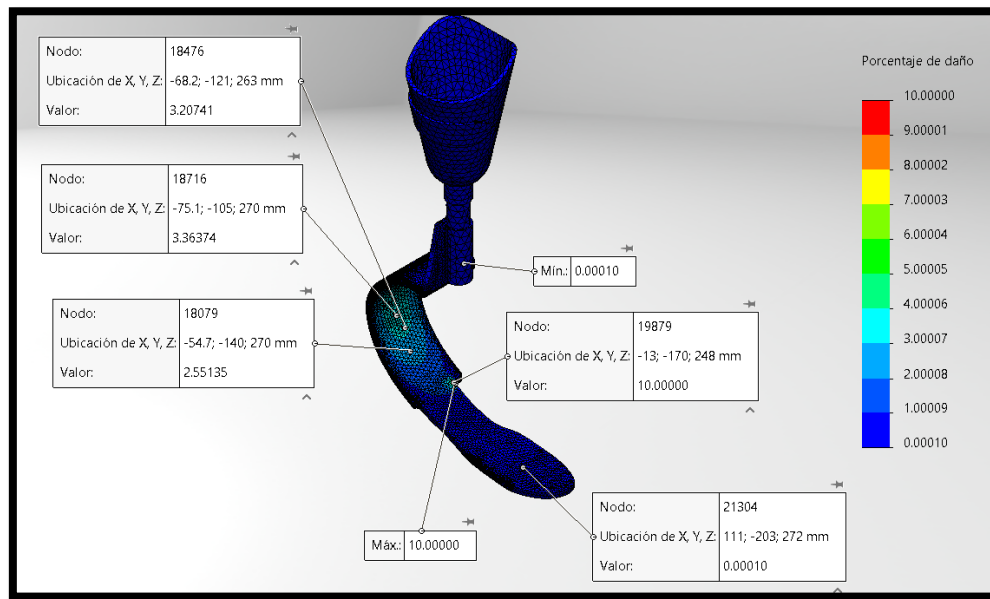 Nodo: 18476
Ubicación de X, Y, Z: -68.2; -121; 263 mm
Valor: 3.20741
Nodo: 18716
Ubicación de X, Y, Z: -75.1; -105; 270 mm
Valor: 3.36374
Nodo: 18079
Ubicación de X, Y, Z: -54.7; -140; 270 mm
Valor: 2.55135
Mín.: 0.00010
Nodo: 19879
Ubicación de X, Y, Z: -13; -170; 248 mm
Valor: 10.00000
Máx.: 10.00000
Nodo: 21304
Ubicación de X, Y, Z: 111; -203; 272 mm
Valor: 0.00010
Porcentaje de daño
10.00000
9.00001
8.00002
7.00003
6.00004
5.00005
4.00006
3.00007
2.00008
1.00009
0.00010